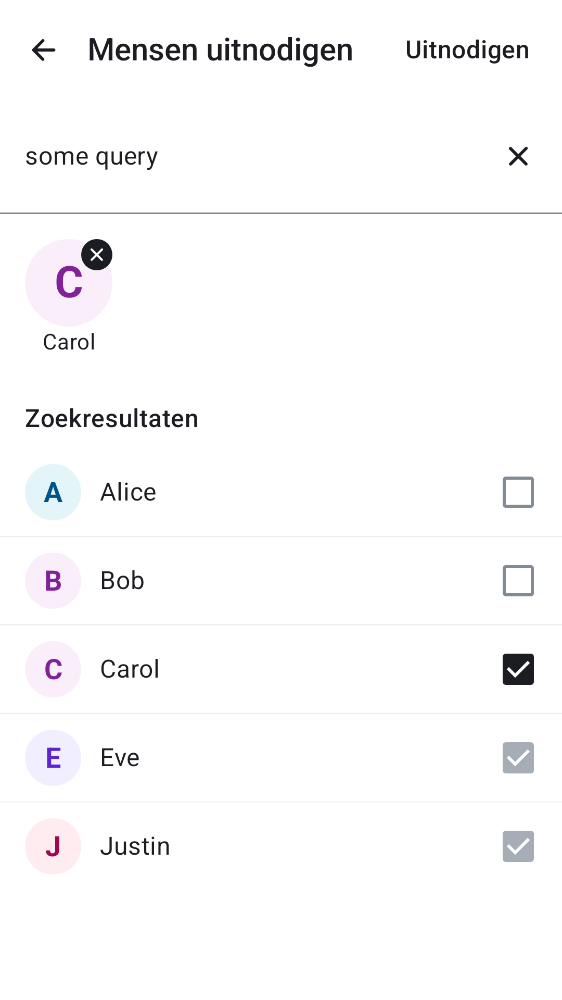 Mensen uitnodigen Uitnodigen
some query
C
Carol
Zoekresultaten
A Alice
B Bob
C Carol
E Eve
J Justin